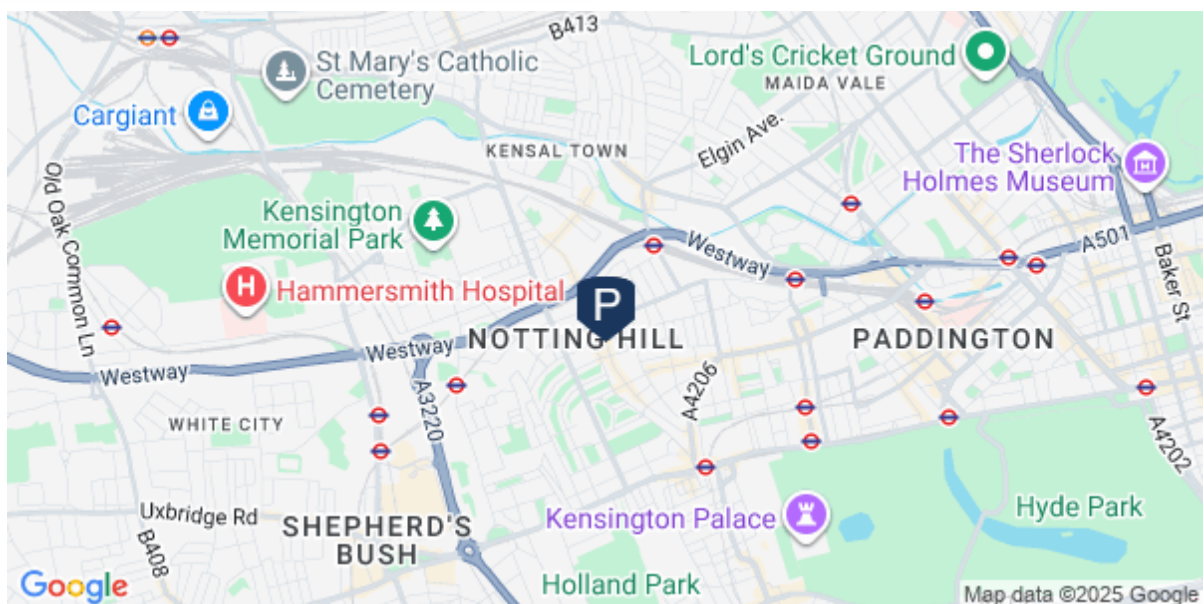 B413
Lord's Cricket Ground
MAIDA VALE
St Mary's Catholic
Cemetery
Cargiant
Elgin Ave.
KENSAL TOWN
The Sherlock
Holmes Museum
Old Oak Common Ln
Kensington
Memorial Park
Westway
A501
Baker St
H
Hammersmith Hospital
P
NOTTING HILL
PADDINGTON
Westway
Westway
A3220
A4206
WHITE CITY
A4202
Uxbridge Rd
B408
SHEPHERD'S
BUSH
Kensington Palace
Hyde Park
Holland Park
Google
Map data ©2025 Google